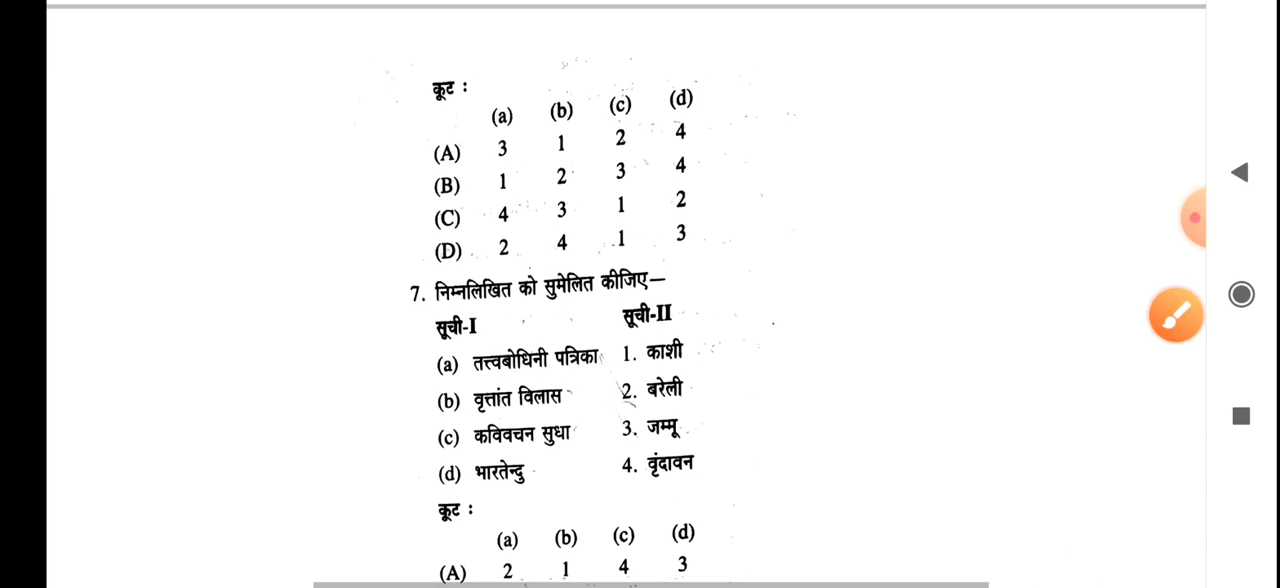 कूट :
(a) (b) (c) (d)
(A) 3 1 2 4
(B) 1 2 3 4
(C) 4 3 1 2
(D) 2 4 1 3
7. निम्नलिखित को सुमेलित कीजिए—
सूची-I सूची-II
(a) तत्त्वबोधिनी पत्रिका 1. काशी
(b) वृत्तांत विलास 2. बरेली
(c) कविवचन सुधा 3. जम्मू
(d) भारतेन्दु 4. वृंदावन
कूट :
(a) (b) (c) (d)
(A) 2 1 4 3